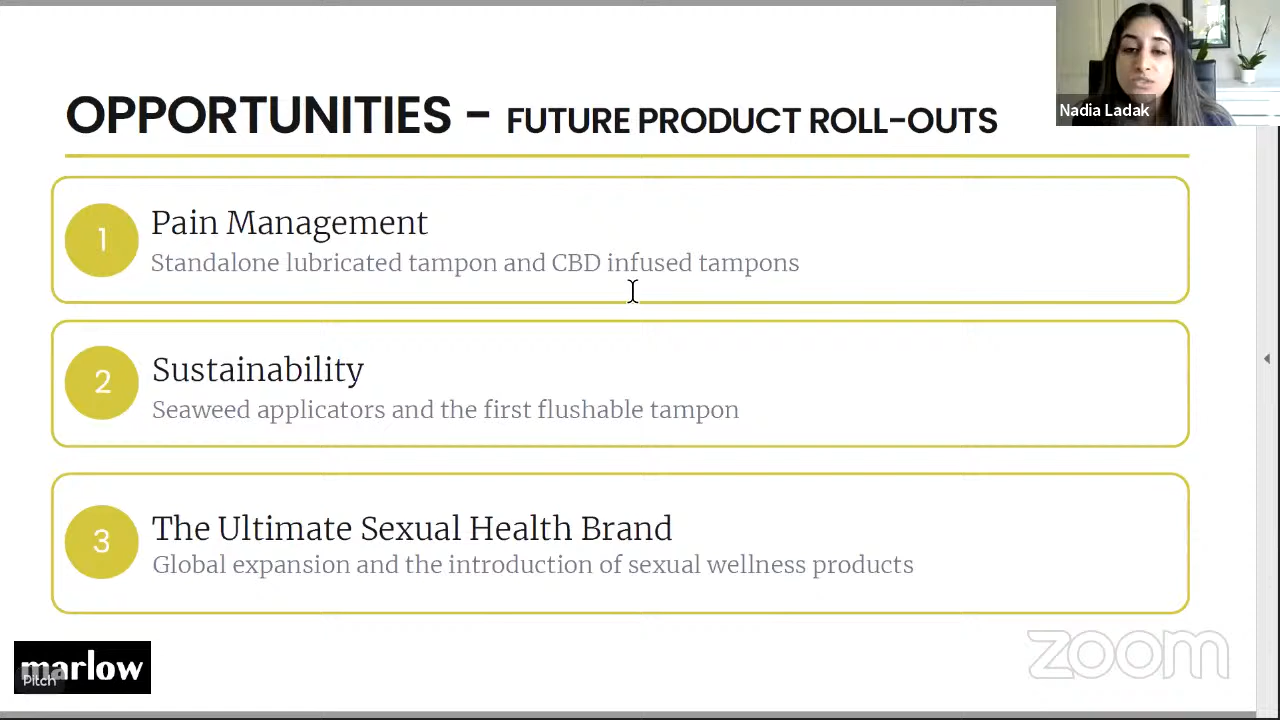 Nadia Ladak
OPPORTUNITIES - FUTURE PRODUCT ROLL-OUTS
1
Pain Management
Standalone lubricated tampon and CBD infused tampons
2
Sustainability
Seaweed applicators and the first flushable tampon
3
The Ultimate Sexual Health Brand
Global expansion and the introduction of sexual wellness products
marlow
Pitch
zoom